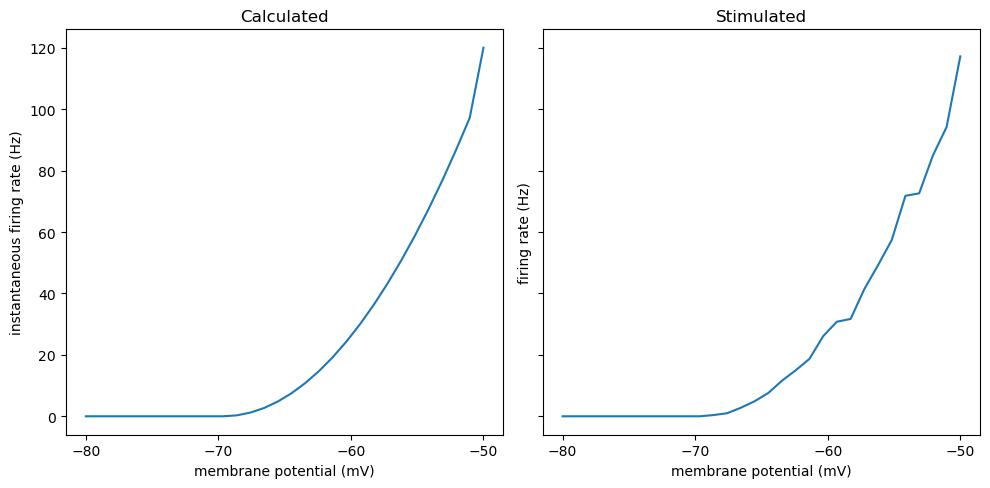 Calculated
instantaneous firing rate (Hz)
120
100
80
60
40
20
0
−80
−70
−60
−50
membrane potential (mV)
Stimulated
firing rate (Hz)
−80
−70
−60
−50
membrane potential (mV)